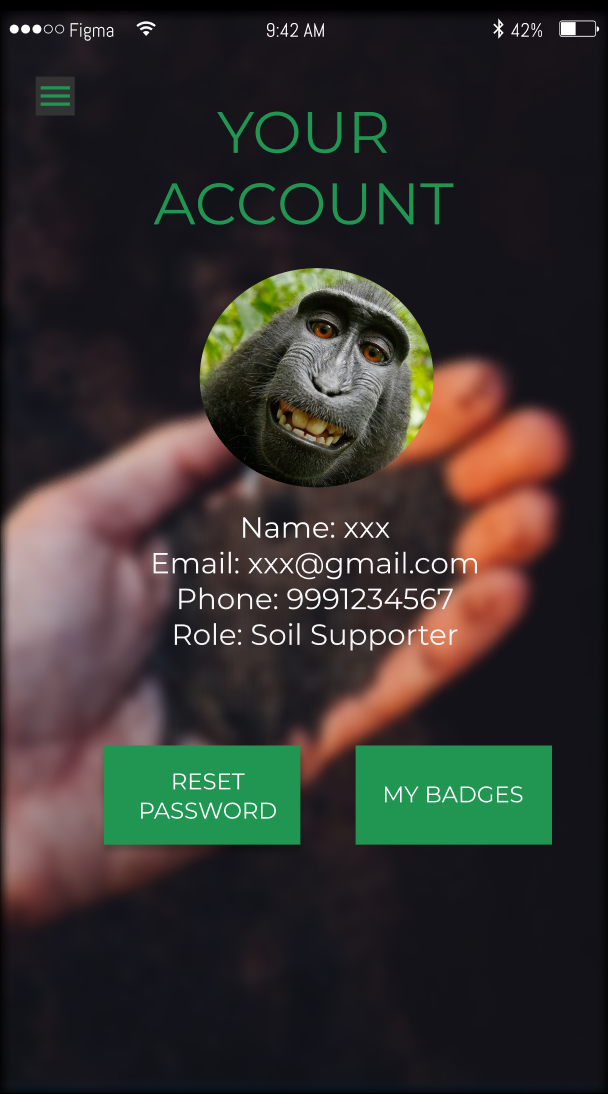 Figma 9:42 AM 42%
YOUR
ACCOUNT
Name: xxx
Email: xxx@gmail.com
Phone: 9991234567
Role: Soil Supporter
RESET
PASSWORD
MY BADGES